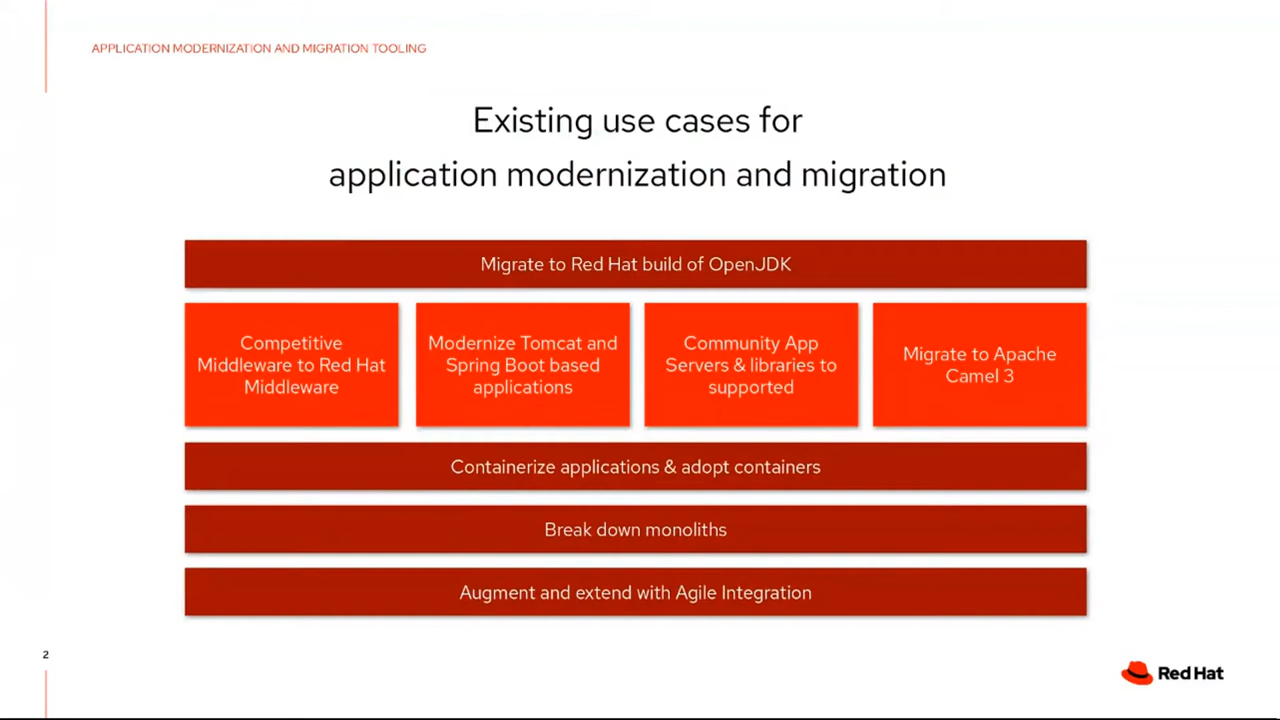 APPLICATION MODERNIZATION AND MIGRATION TOOLING
Existing use cases for
application modernization and migration
Migrate to Red Hat build of OpenJDK
Competitive
Middleware to Red Hat
Middleware
Modernize Tomcat and
Spring Boot based
applications
Community App
Servers & libraries to
supported
Migrate to Apache
Camel 3
Containerize applications & adopt containers
Break down monoliths
Augment and extend with Agile Integration
2
Red Hat